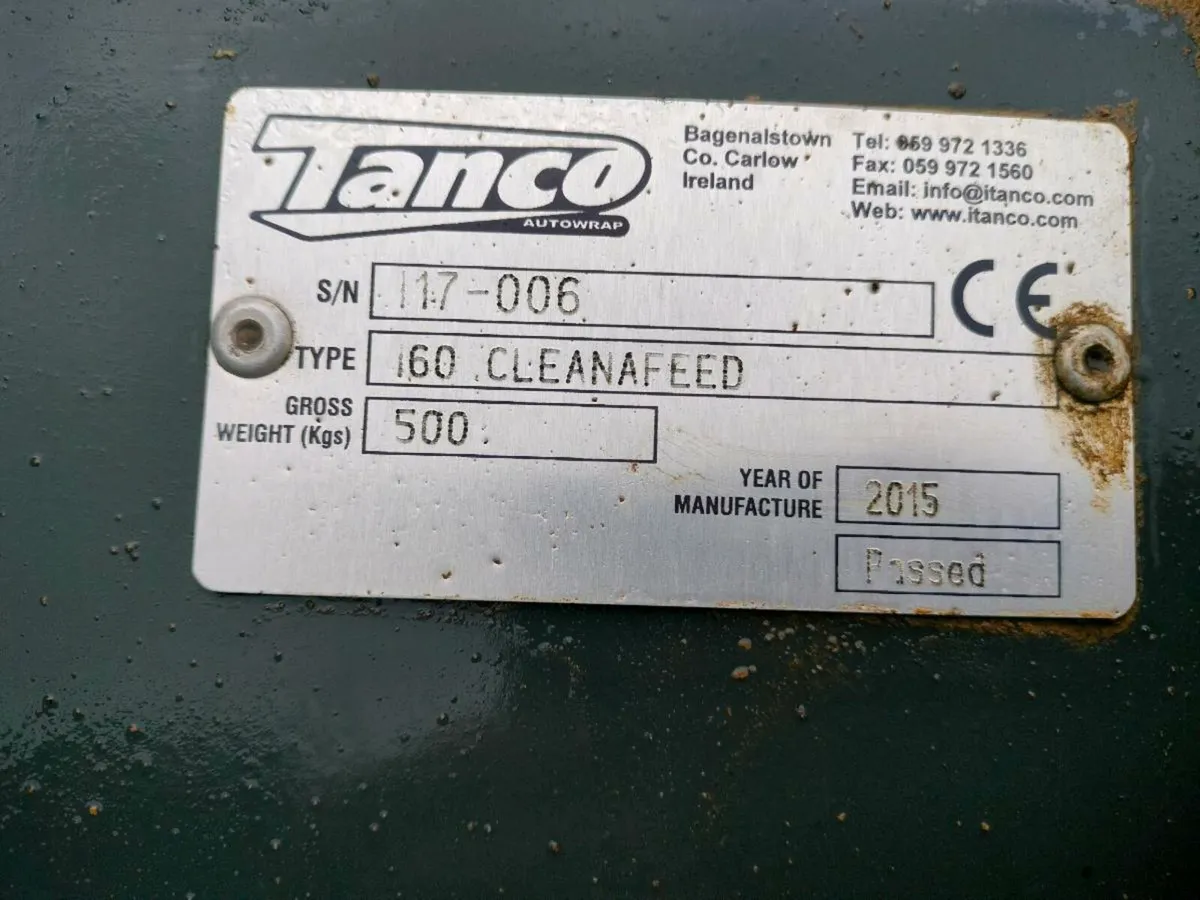 Tanco
AUTOWRAP
Bagenalstown
Co. Carlow
Ireland
Tel: 059 972 1336
Fax: 059 972 1560
Email: info@itanco.com
Web: www.itanco.com
S/N 117-006
CE
TYPE I60 CLEANAFEED
GROSS
WEIGHT (Kgs) 500
YEAR OF
MANUFACTURE 2015
Passed